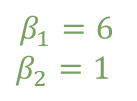 β₁ = 6
β₂ = 1